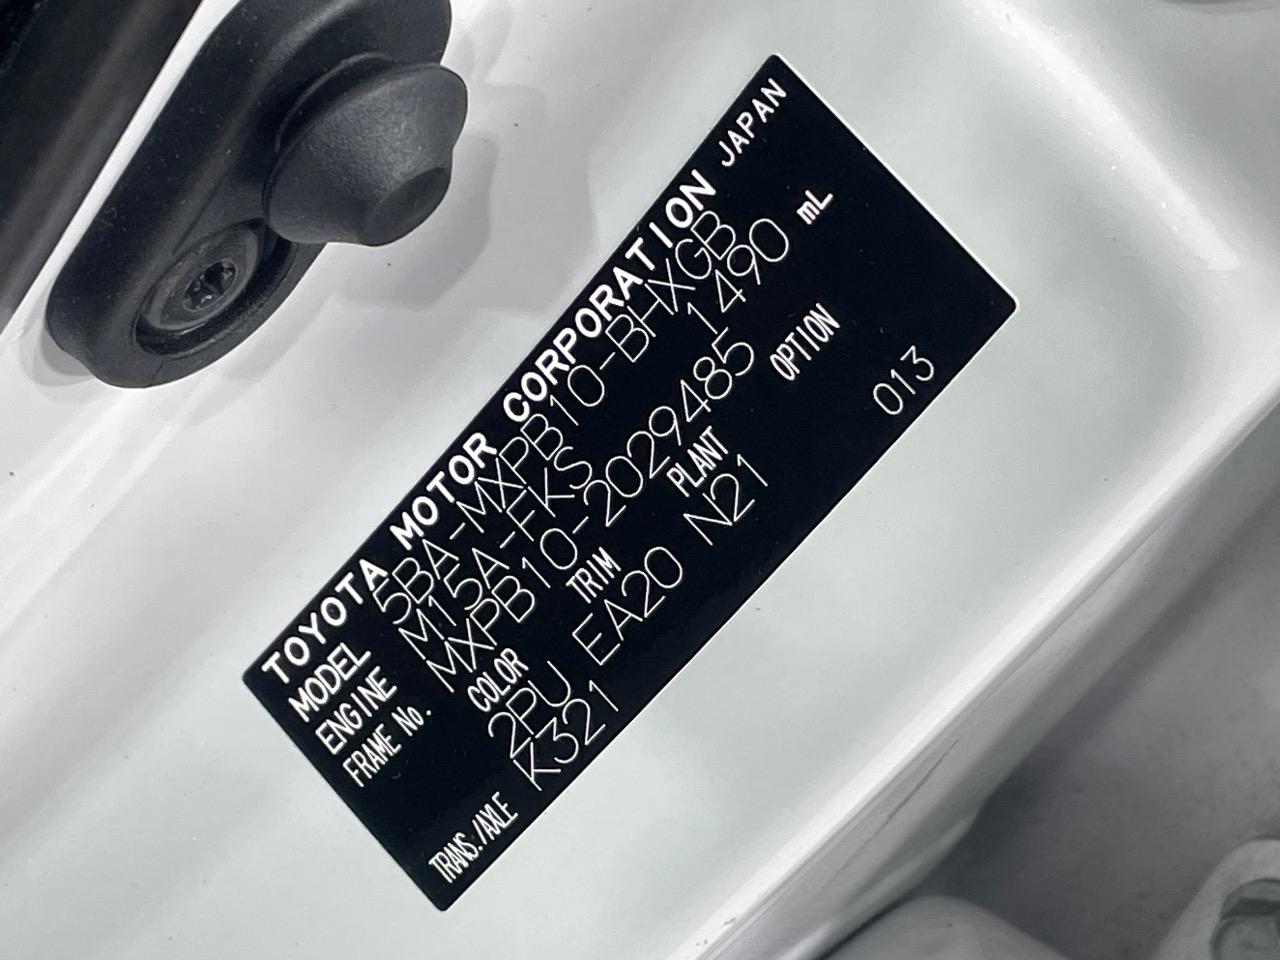 TOYOTA MOTOR CORPORATION JAPAN
MODEL 5BA-MXPB10-BHXGB
ENGINE M15A-FKS 1490 mL
FRAME No. MXPB10-2029485
COLOR TRIM PLANT OPTION
2PU EA20 N21 013
TRANS./AXLE K321